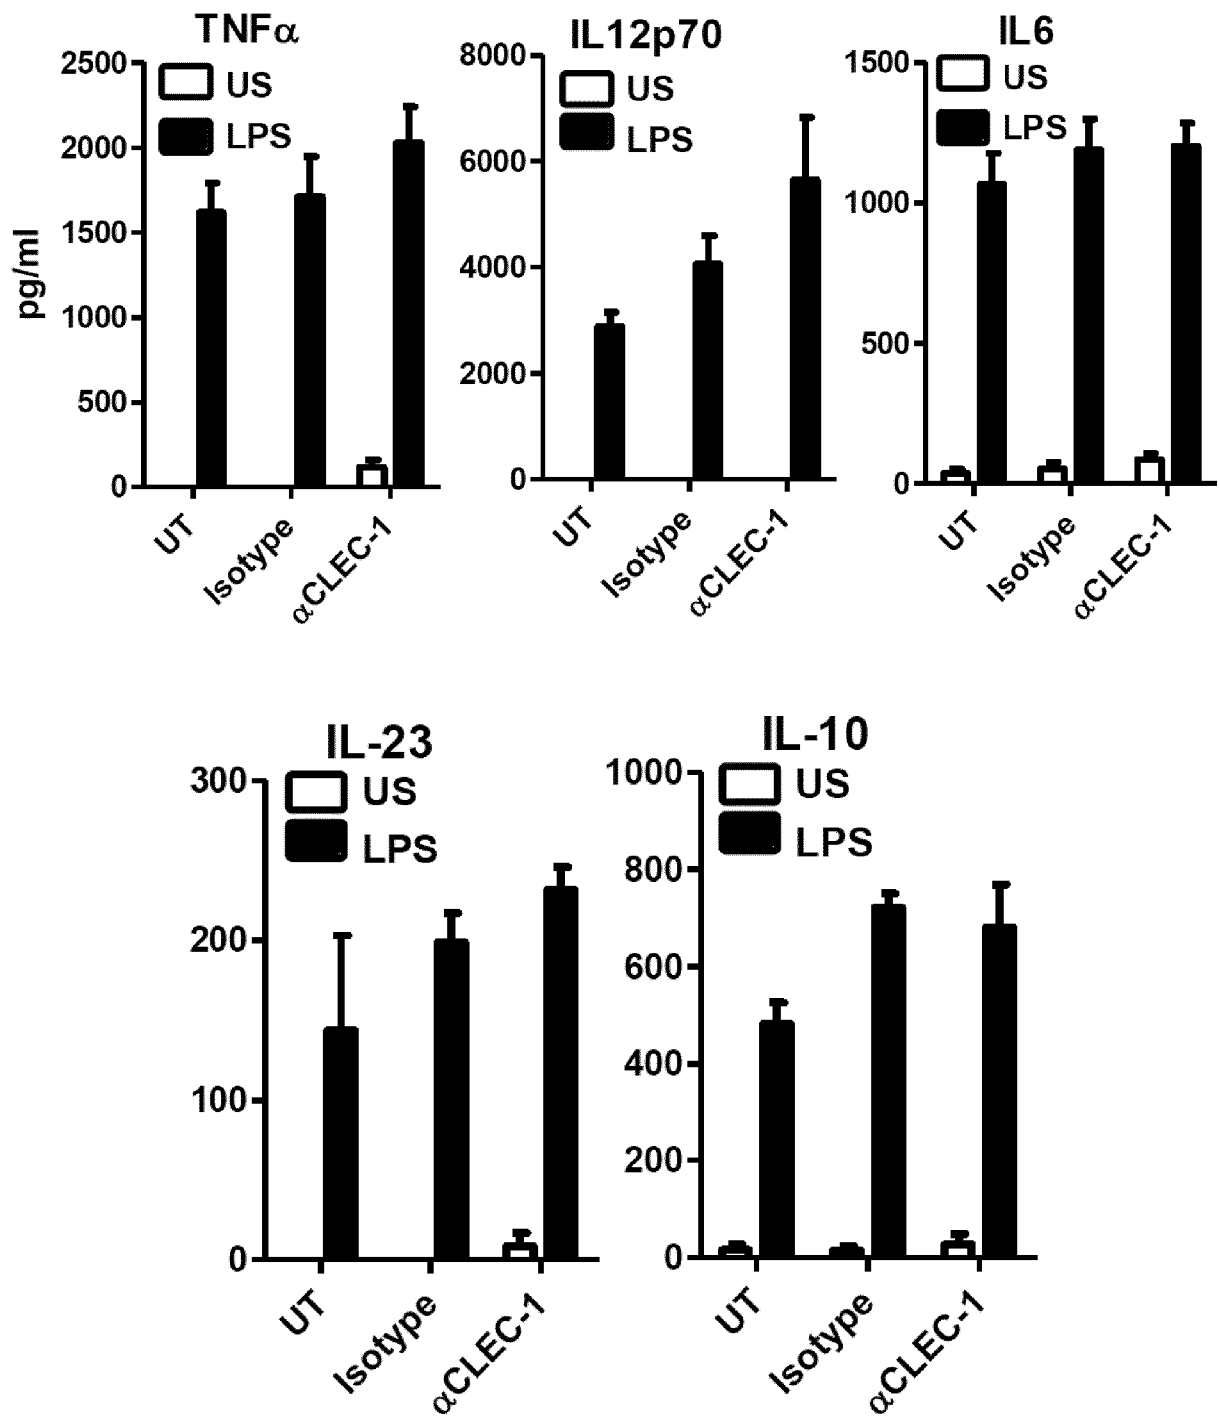 TNFα
2500
US
LPS
2000
1500
pg/ml
1000
500
0
UT
Isotype
αCLEC-1
IL12p70
8000
US
LPS
6000
4000
2000
0
UT
Isotype
αCLEC-1
IL6
1500
US
LPS
1000
500
0
UT
Isotype
αCLEC-1
IL-23
300
US
LPS
200
100
0
UT
Isotype
αCLEC-1
IL-10
1000
US
LPS
800
600
400
200
0
UT
Isotype
αCLEC-1